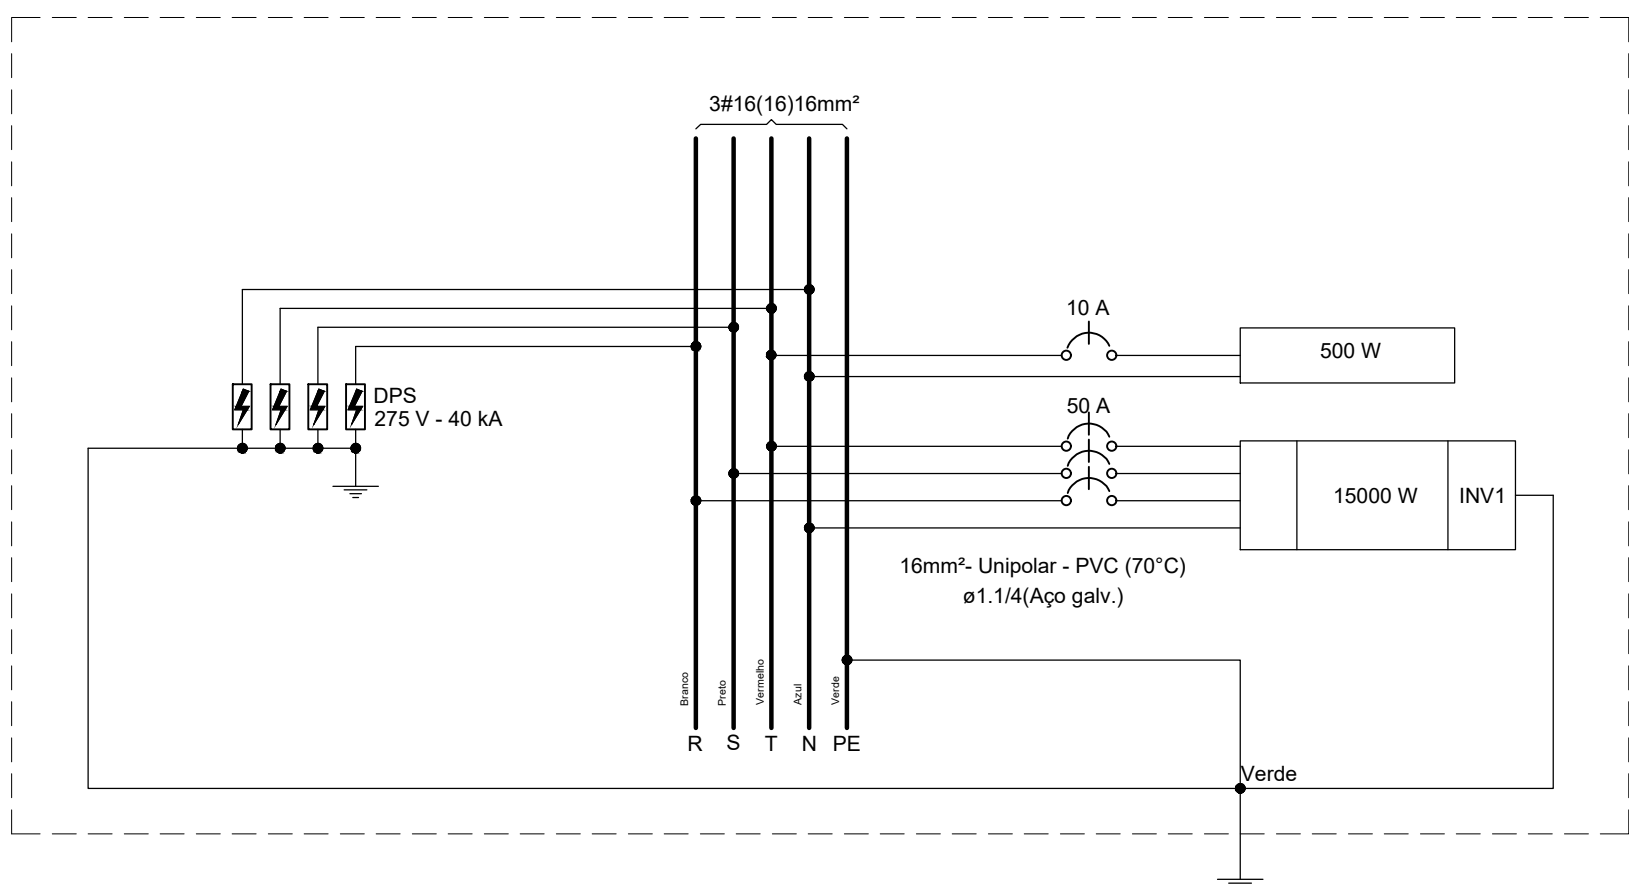 3#16(16)16mm²
10 A
500 W
DPS
275 V - 40 kA
50 A
15000 W
INV1
16mm²- Unipolar - PVC (70°C)
ø1.1/4(Aço galv.)
Branco
Preto
Vermelho
Azul
Verde
R
S
T
N
PE
Verde